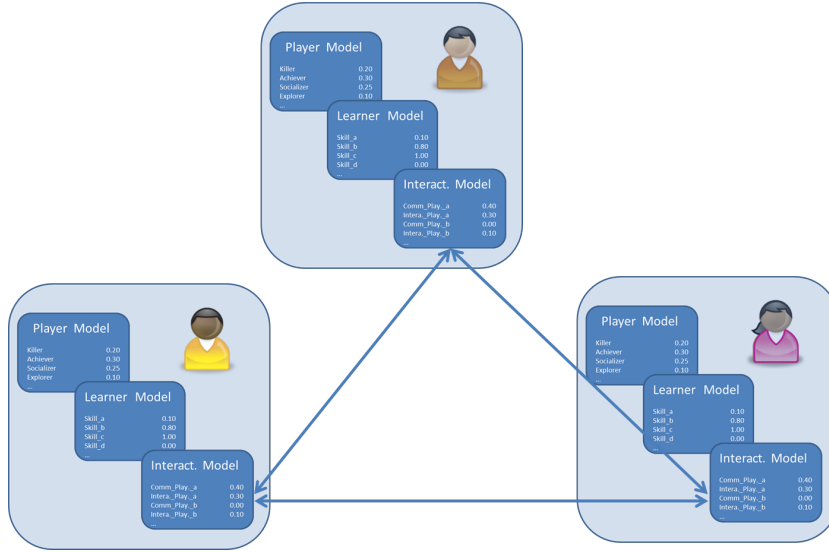 Player Model
Killer 0.20
Achiever 0.30
Socializer 0.25
Explorer 0.10
...
Learner Model
Skill_a 0.10
Skill_b 0.80
Skill_c 1.00
Skill_d 0.00
...
Interact. Model
Comm_Play._a 0.40
Intera._Play._a 0.30
Comm_Play._b 0.00
Intera._Play._b 0.10
...
Player Model
Killer 0.20
Achiever 0.30
Socializer 0.25
Explorer 0.10
...
Learner Model
Skill_a 0.10
Skill_b 0.80
Skill_c 1.00
Skill_d 0.00
...
Interact. Model
Comm_Play._a 0.40
Intera._Play._a 0.30
Comm_Play._b 0.00
Intera._Play._b 0.10
...
Player Model
Killer 0.20
Achiever 0.30
Socializer 0.25
Explorer 0.10
...
Learner Model
Skill_a 0.10
Skill_b 0.80
Skill_c 1.00
Skill_d 0.00
...
Interact. Model
Comm_Play._a 0.40
Intera._Play._a 0.30
Comm_Play._b 0.00
Intera._Play._b 0.10
...